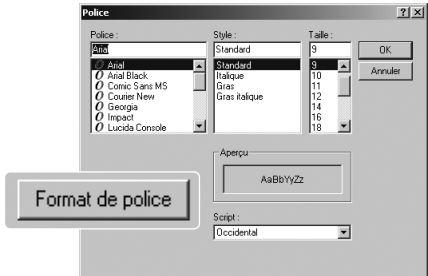 Police
Police :
Arial
Arial
Arial Black
Comic Sans MS
Courier New
Georgia
Impact
Lucida Console
Style :
Standard
Standard
Italique
Gras
Gras italique
Taille :
9
9
10
11
12
14
16
18
OK
Annuler
Aperçu
AaBbYyZz
Format de police
Script :
Occidental